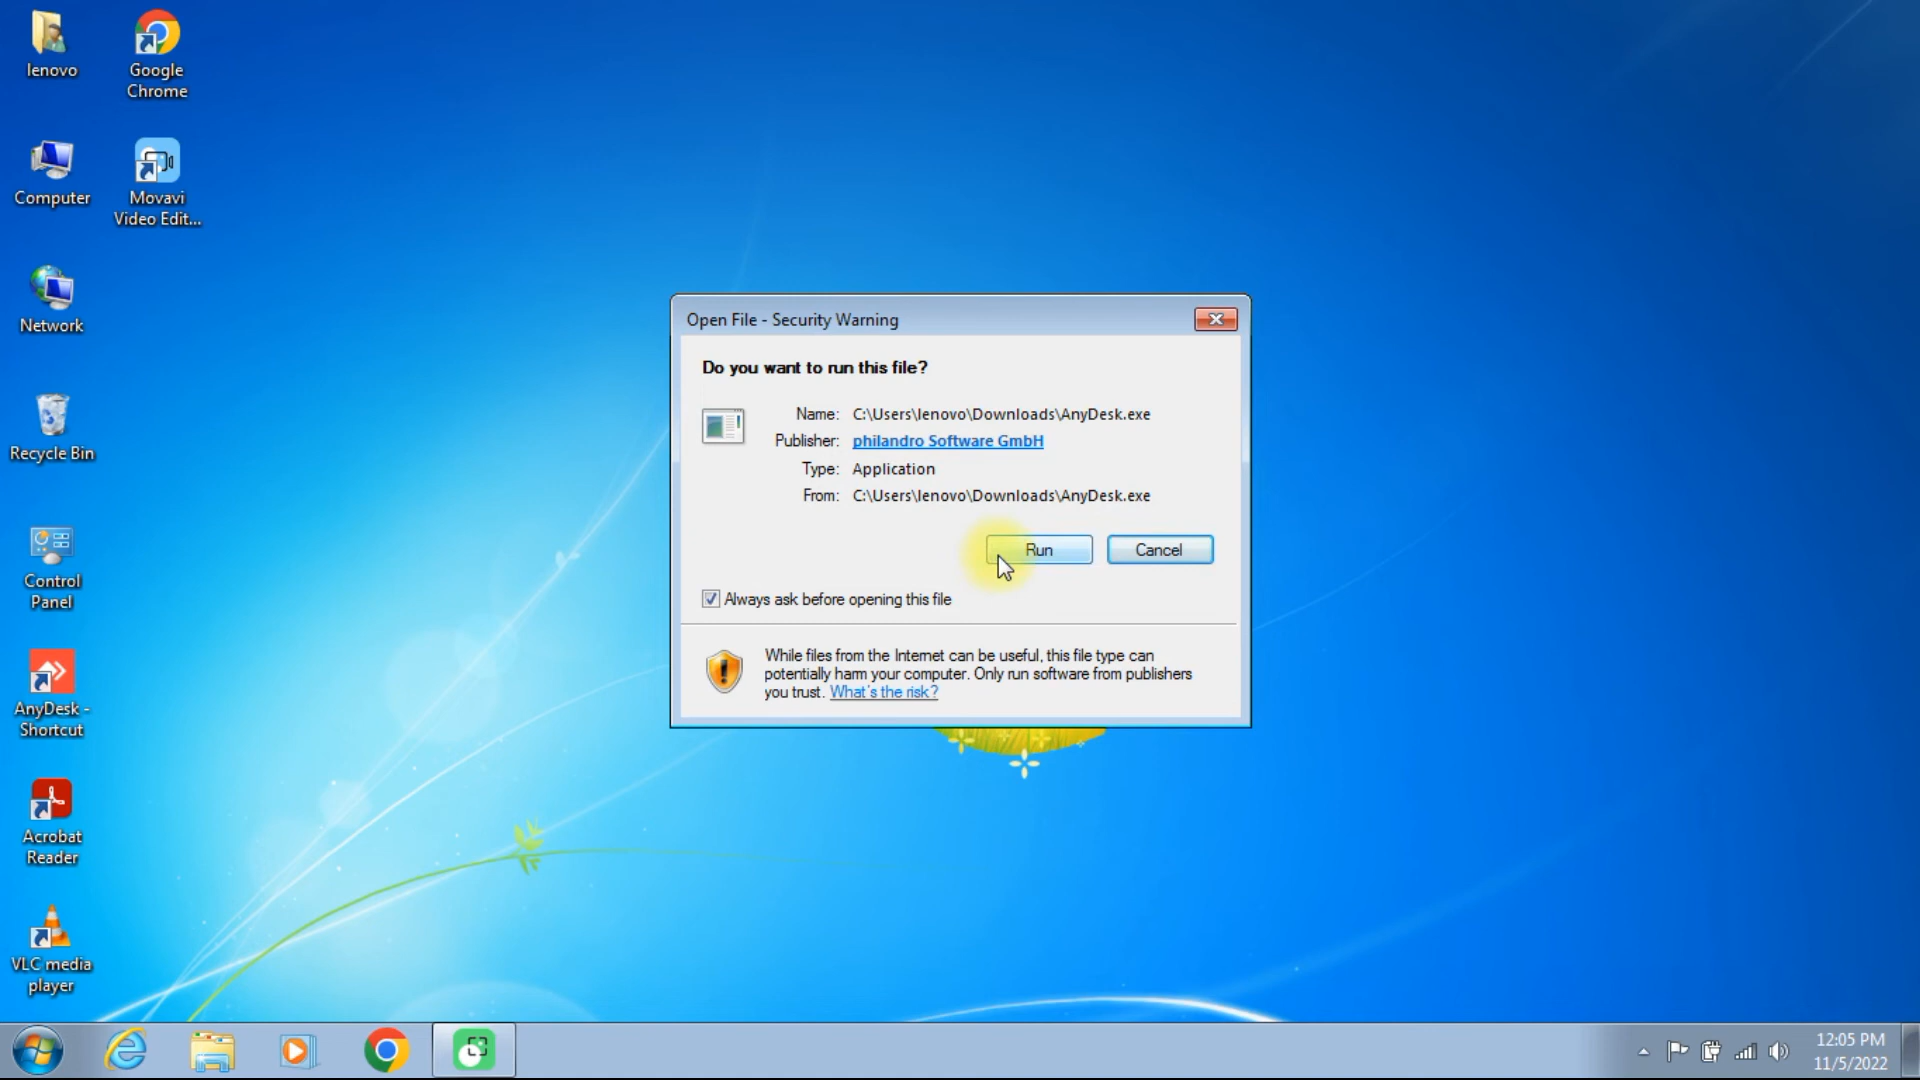 lenovo
Google
Chrome
Computer
Movavi
Video Edit...
Network
Recycle Bin
Control
Panel
AnyDesk -
Shortcut
Acrobat
Reader
VLC media
player
Open File - Security Warning
Do you want to run this file?
Name: C:\Users\lenovo\Downloads\AnyDesk.exe
Publisher: philandro Software GmbH
Type: Application
From: C:\Users\lenovo\Downloads\AnyDesk.exe
Run Cancel
Always ask before opening this file
While files from the Internet can be useful, this file type can
potentially harm your computer. Only run software from publishers
you trust. What's the risk?
12:05 PM
11/5/2022